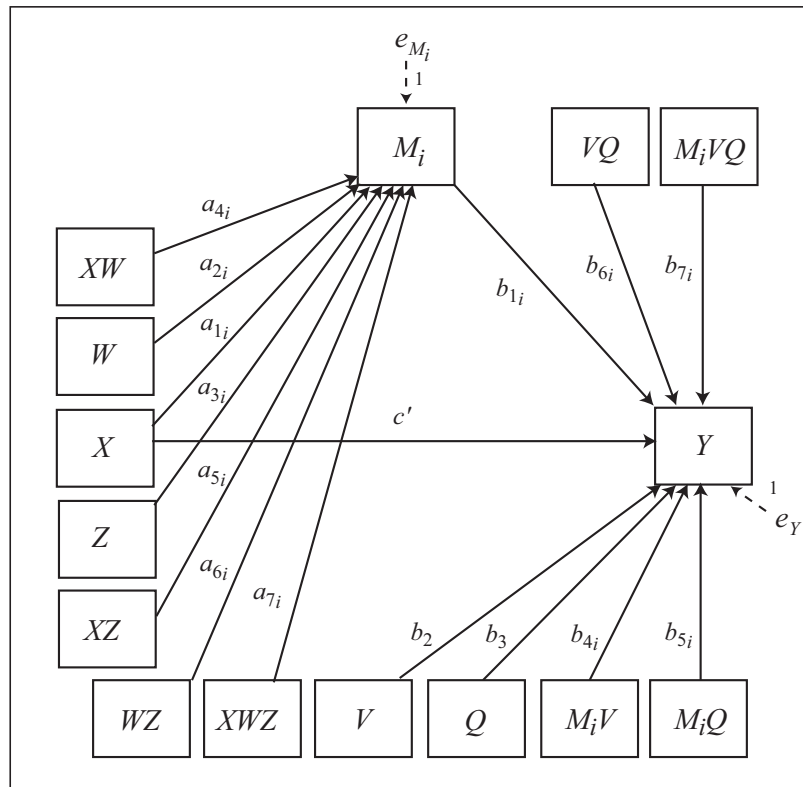 e_{M_i}
1
M_i
VQ
M_iVQ
a_{4_i}
XW
a_{2_i}
b_{1_i}
b_{6_i}
b_{7_i}
W
a_{1_i}
a_{3_i}
X
c′
Y
a_{5_i}
1
Z
e_Y
a_{6_i}
a_{7_i}
XZ
b_2
b_3
b_{4_i}
b_{5_i}
WZ
XWZ
V
Q
M_iV
M_iQ